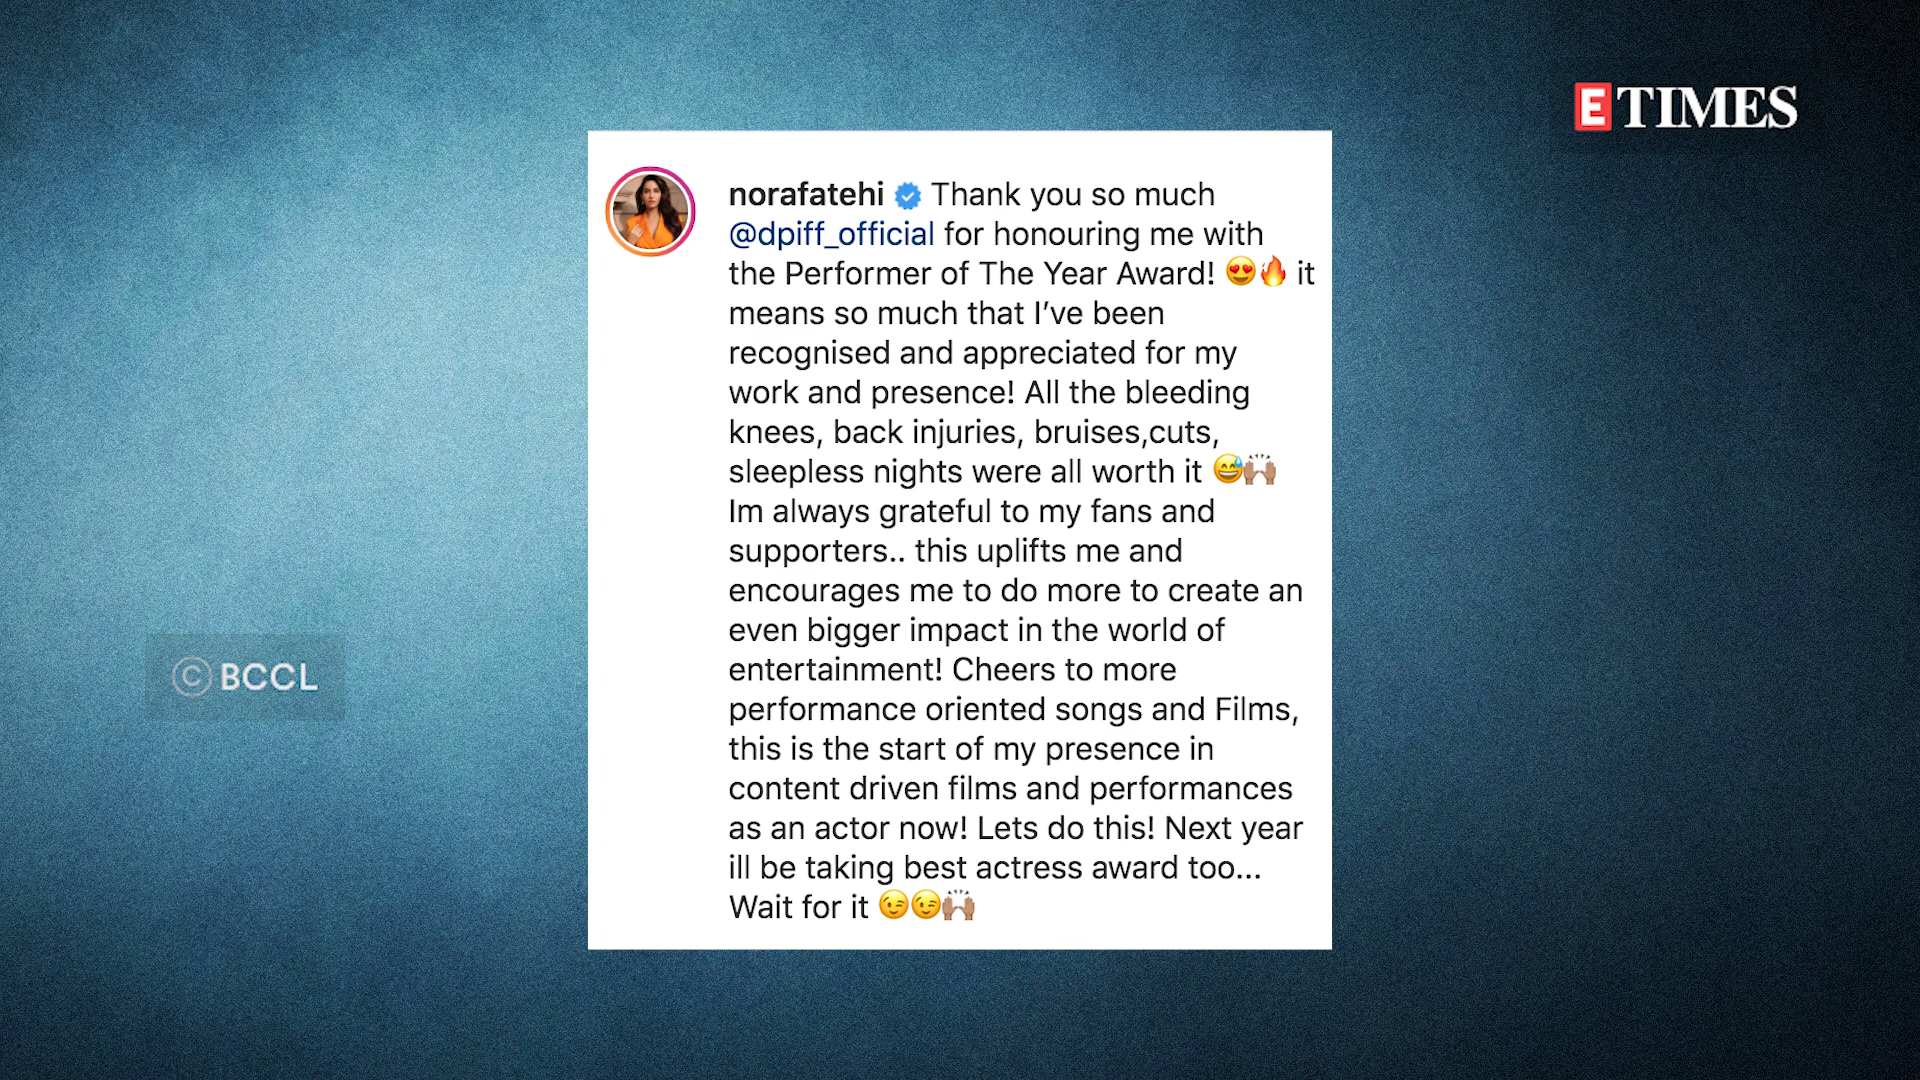 E TIMES
norafatehi Thank you so much
@dpiff_official for honouring me with
the Performer of The Year Award! 😍🔥 it
means so much that I’ve been
recognised and appreciated for my
work and presence! All the bleeding
knees, back injuries, bruises,cuts,
sleepless nights were all worth it 😅🙌🏽
Im always grateful to my fans and
supporters.. this uplifts me and
encourages me to do more to create an
even bigger impact in the world of
entertainment! Cheers to more
performance oriented songs and Films,
this is the start of my presence in
content driven films and performances
as an actor now! Lets do this! Next year
ill be taking best actress award too...
Wait for it 😉😉🙌🏽
© BCCL